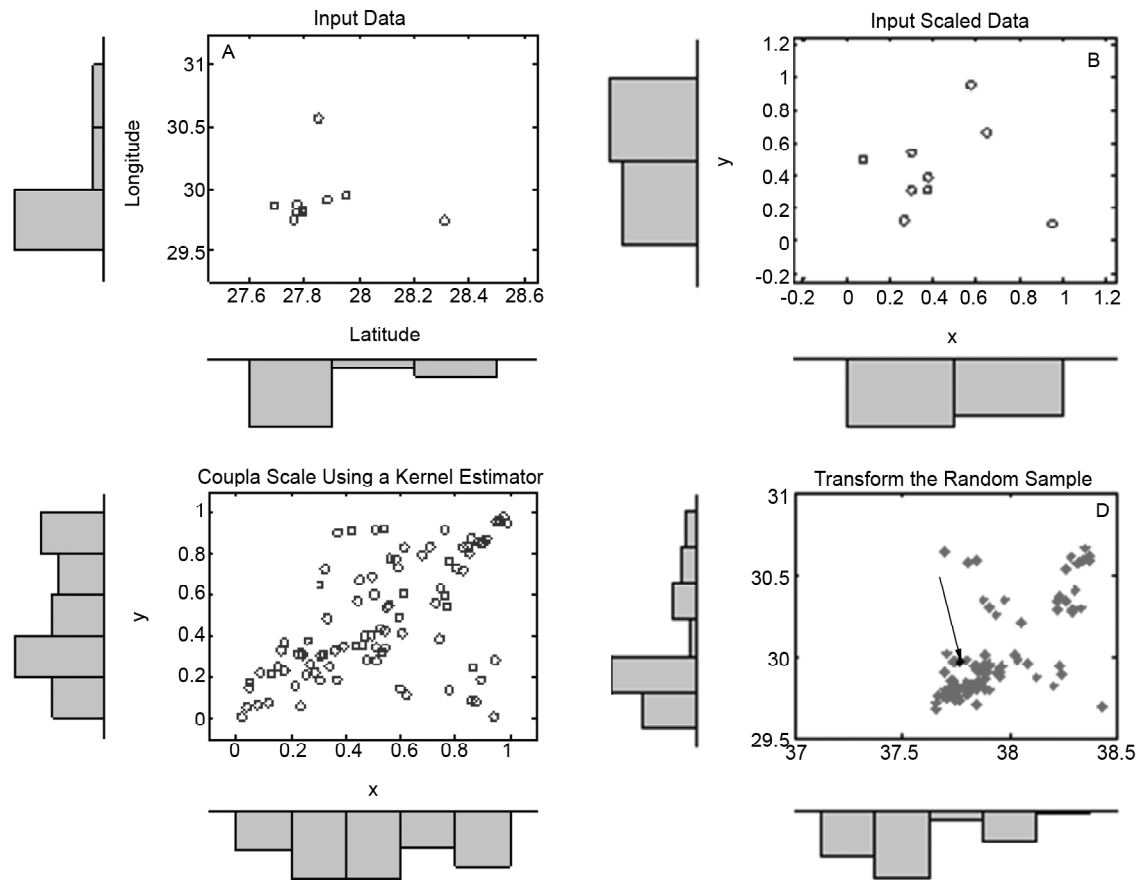 Input Data
A
31
30.5
30
29.5
Longitude
27.6 27.8 28 28.2 28.4 28.6
Latitude
Input Scaled Data
B
1.2
1
0.8
0.6
0.4
0.2
0
-0.2
y
-0.2 0 0.2 0.4 0.6 0.8 1 1.2
x
Coupla Scale Using a Kernel Estimator
1
0.8
0.6
0.4
0.2
0
y
0 0.2 0.4 0.6 0.8 1
x
Transform the Random Sample
D
31
30.5
30
29.5
37 37.5 38 38.5